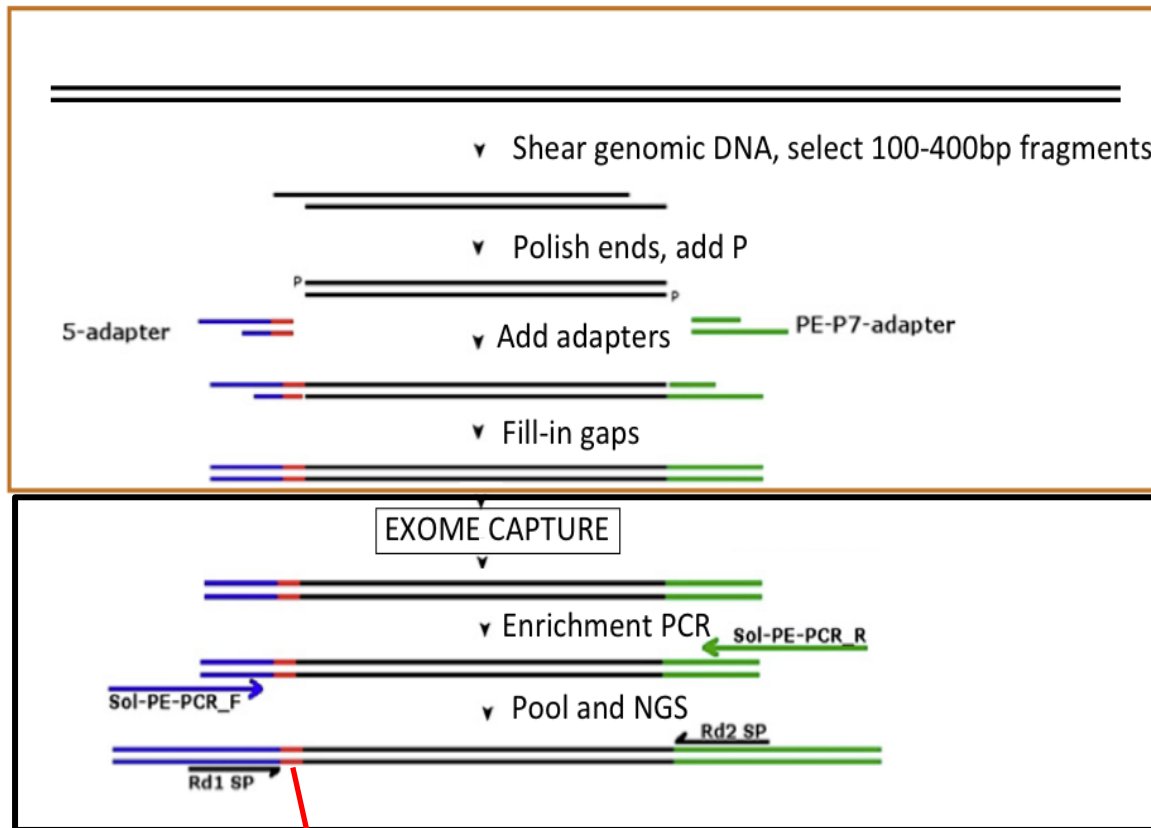 Shear genomic DNA, select 100-400bp fragments
Polish ends, add P
P
P
5-adapter
PE-P7-adapter
Add adapters
Fill-in gaps
EXOME CAPTURE
Enrichment PCR
Sol-PE-PCR_R
Sol-PE-PCR_F
Pool and NGS
Rd2 SP
Rd1 SP